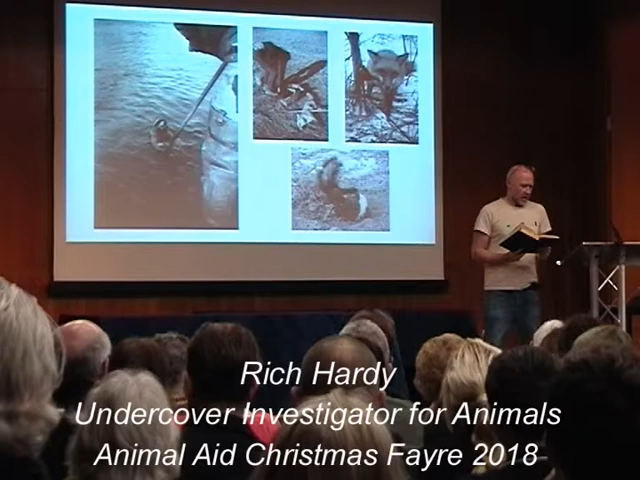 Rich Hardy
Undercover Investigator for Animals
Animal Aid Christmas Fayre 2018